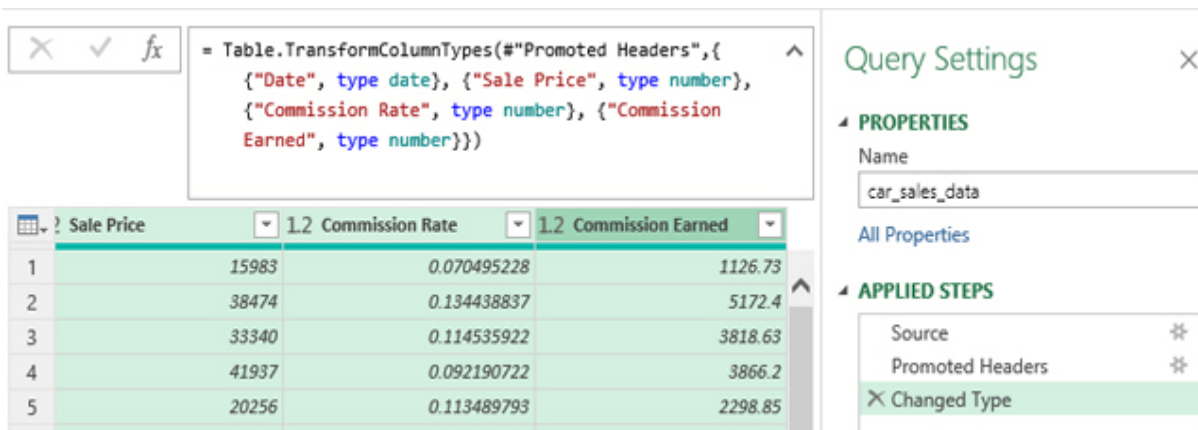 fx
= Table.TransformColumnTypes(#"Promoted Headers",{
{"Date", type date}, {"Sale Price", type number},
{"Commission Rate", type number}, {"Commission
Earned", type number}})
Sale Price 1.2 Commission Rate 1.2 Commission Earned
1 15983 0.070495228 1126.73
2 38474 0.134438837 5172.4
3 33340 0.114535922 3818.63
4 41937 0.092190722 3866.2
5 20256 0.113489793 2298.85
Query Settings
PROPERTIES
Name
car_sales_data
All Properties
APPLIED STEPS
Source
Promoted Headers
Changed Type